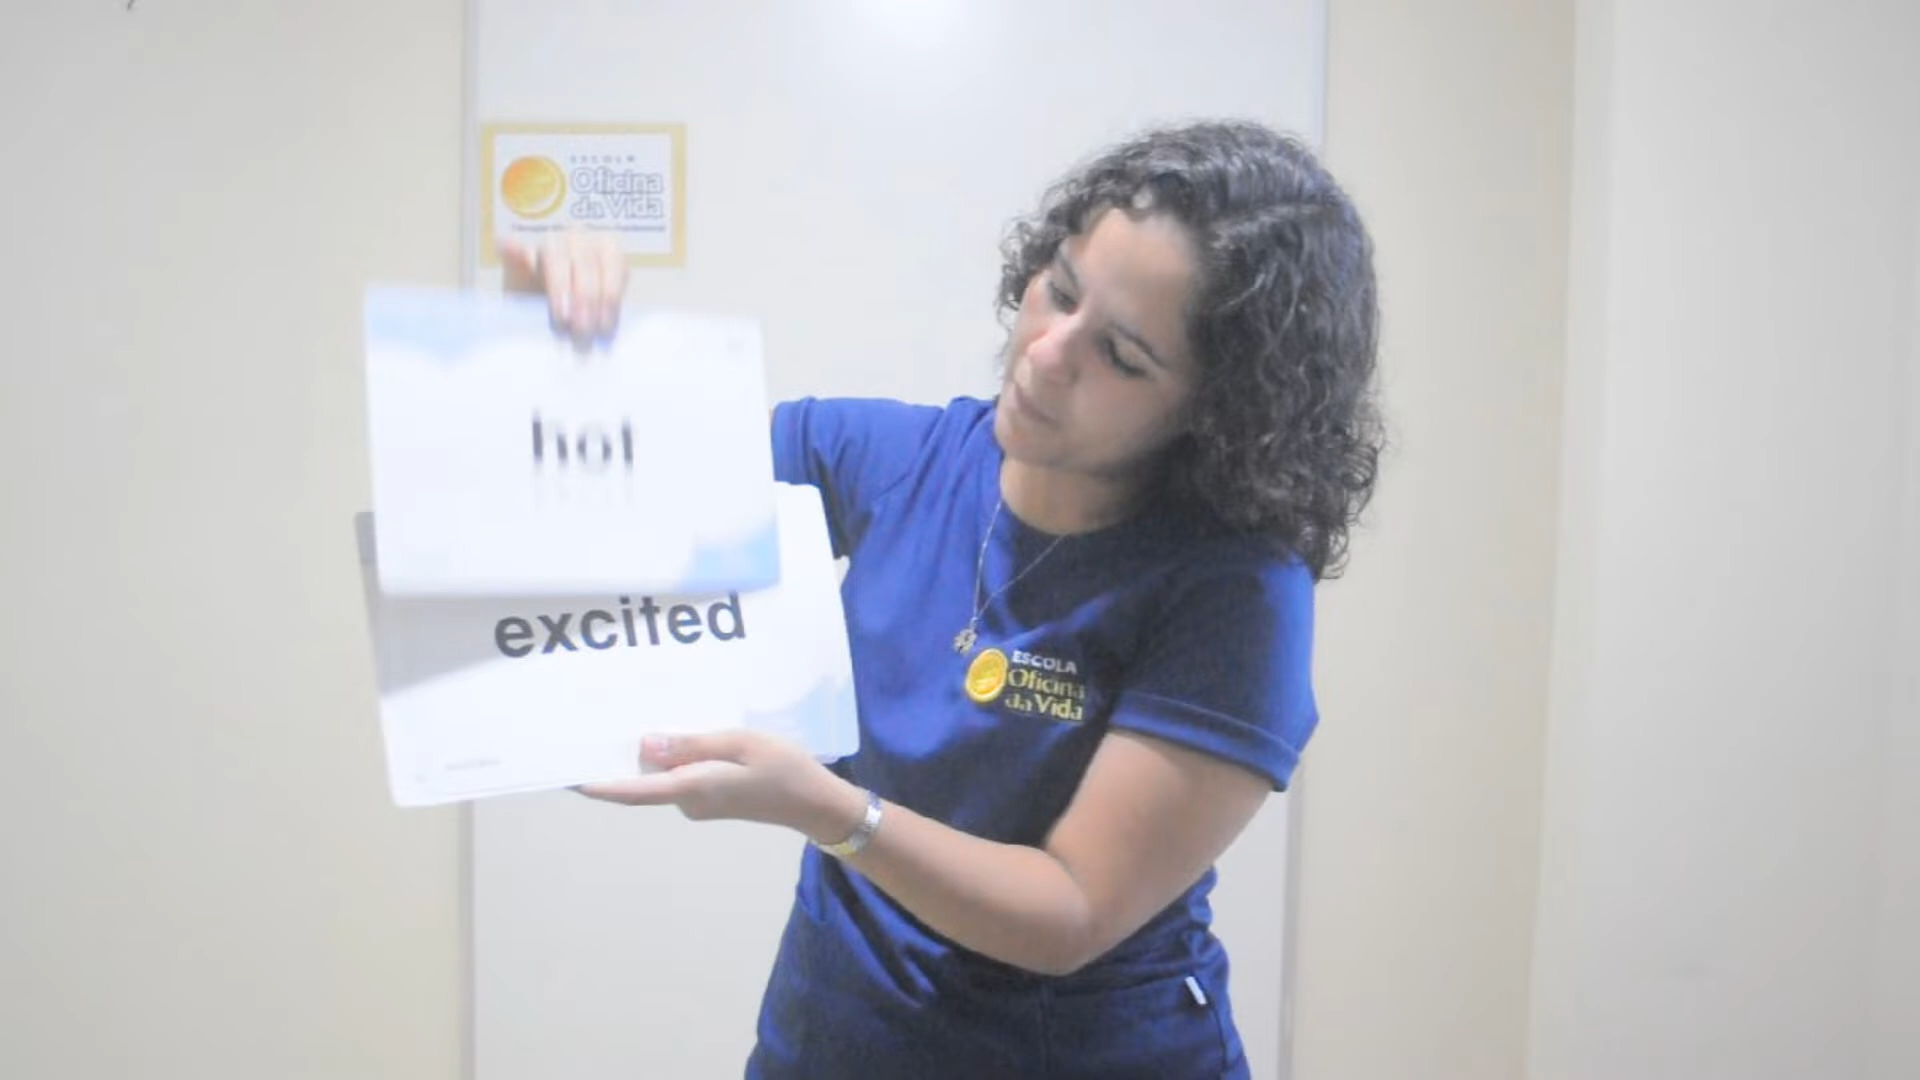 ESCOLA
Oficina
da Vida
hot
excited
ESCOLA
Oficina
da Vida